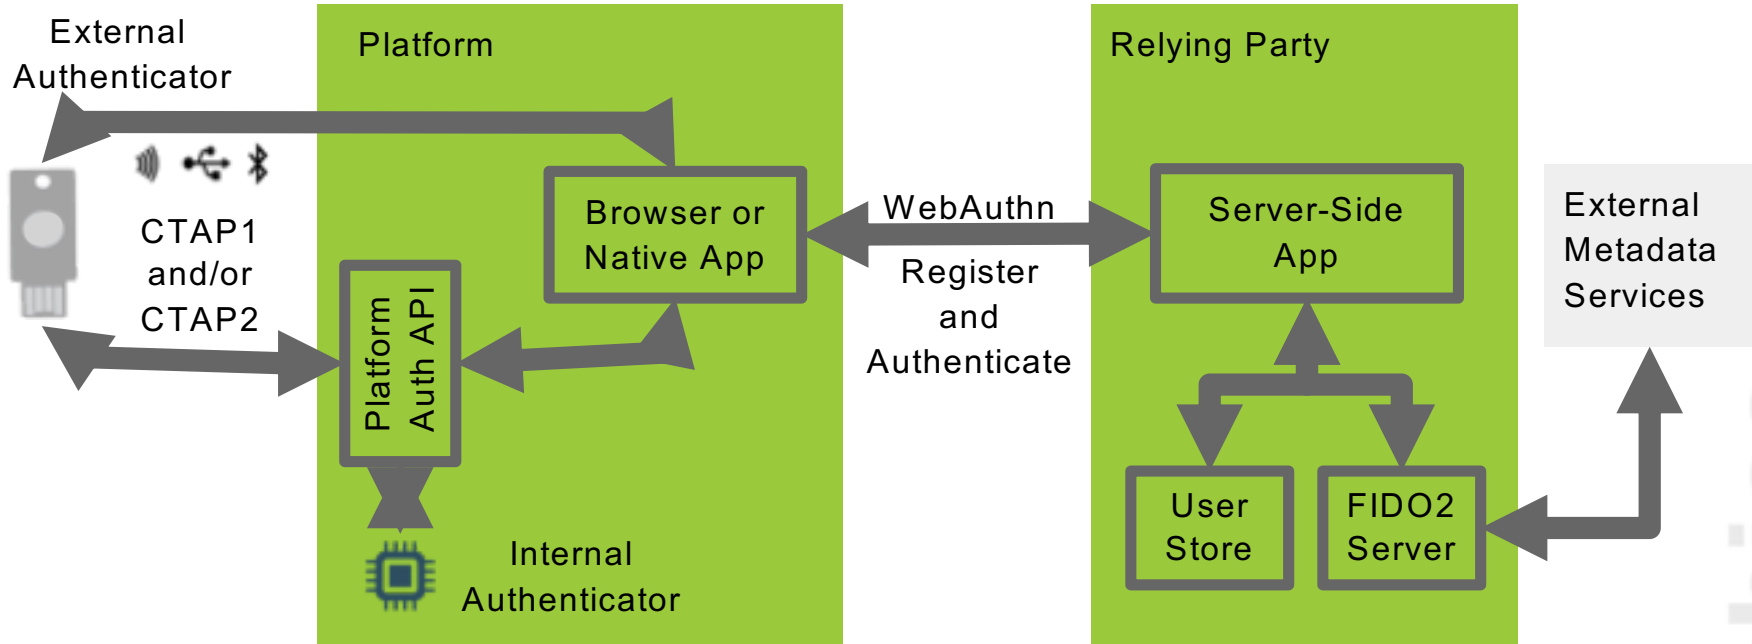 External
Authenticator
Platform
Relying Party
CTAP1
and/or
CTAP2
Browser or
Native App
Platform
Auth API
Internal
Authenticator
WebAuthn
Register
and
Authenticate
Server-Side
App
User
Store
FIDO2
Server
External
Metadata
Services